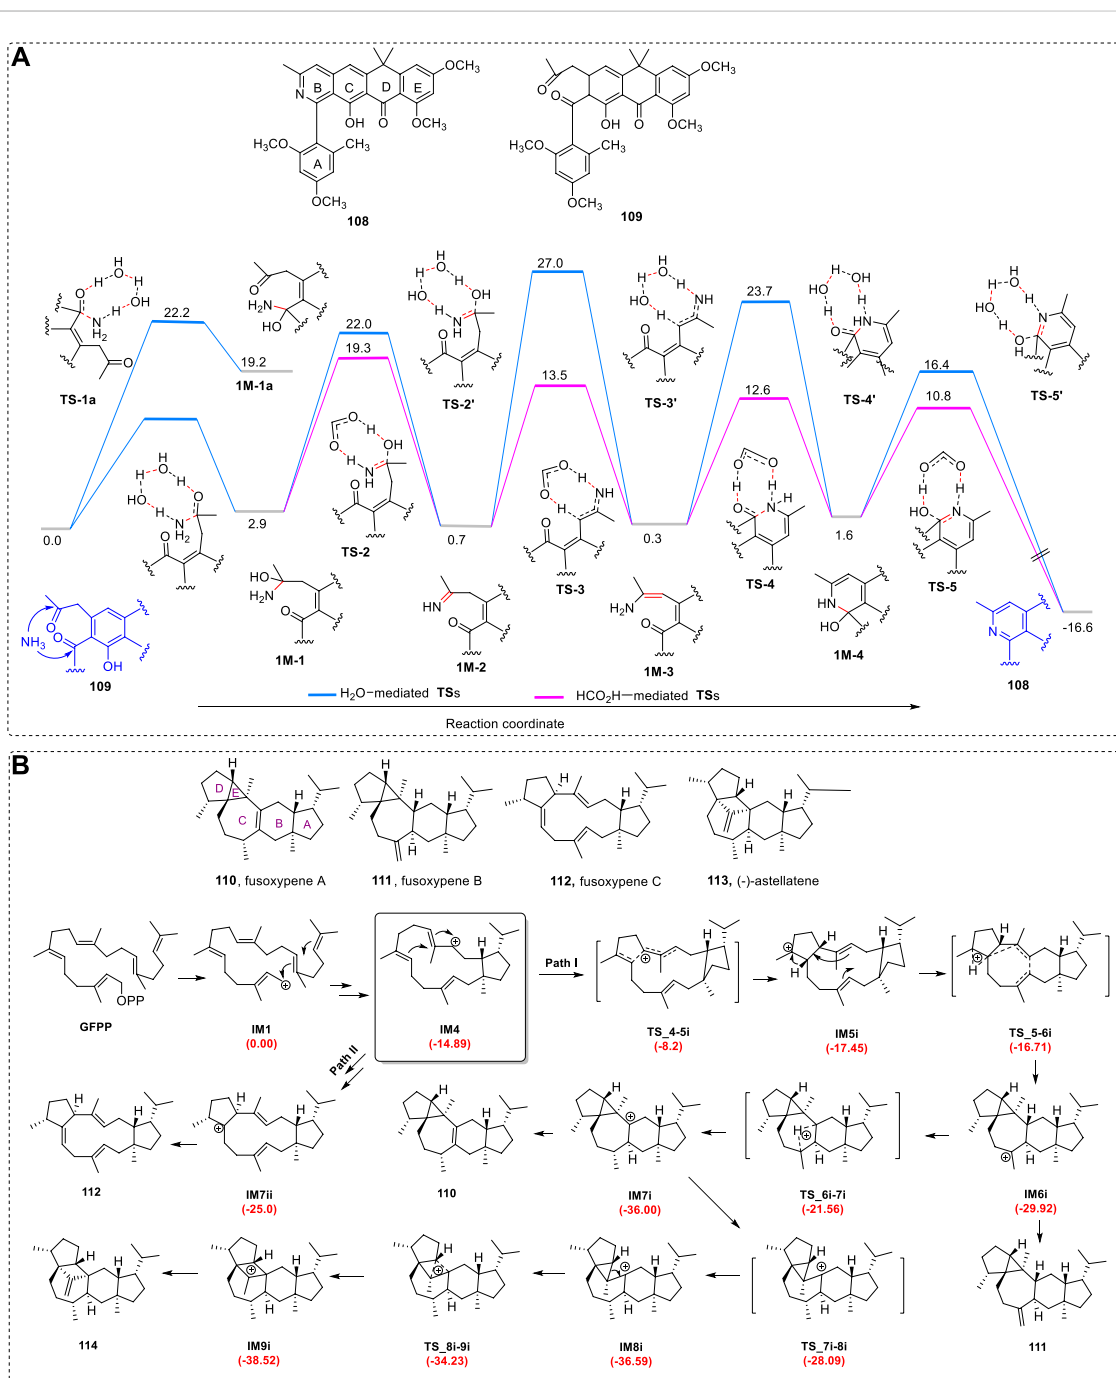 A
B C D E
N
OCH3
OH O OCH3
H3CO CH3
A
OCH3
108
O
O
OCH3
OH O OCH3
H3CO CH3
OCH3
109
TS-1a
22.2
19.2
1M-1a
22.0
19.3
TS-2'
27.0
13.5
TS-3'
23.7
12.6
TS-4'
16.4
10.8
TS-5'
0.0
2.9
TS-2
0.7
TS-3
0.3
TS-4
1.6
TS-5
-16.6
NH3
O
O
OH
109
HO
H2N
O
1M-1
HN
O
1M-2
H2N
O
1M-3
HN
HO
1M-4
N
108
H2O−mediated TSs
HCO2H—mediated TSs
Reaction coordinate
B
H
D E
C B A
H
110, fusoxypene A
H H
H
111, fusoxypene B
H H
112, fusoxypene C
H H
H
113, (-)-astellatene
OPP
GFPP
IM1
(0.00)
IM4
(-14.89)
Path I
TS_4-5i
(-8.2)
IM5i
(-17.45)
TS_5-6i
(-16.71)
Path II
112
IM7ii
(-25.0)
110
IM7i
(-36.00)
TS_6i-7i
(-21.56)
IM6i
(-29.92)
114
IM9i
(-38.52)
TS_8i-9i
(-34.23)
IM8i
(-36.59)
TS_7i-8i
(-28.09)
111